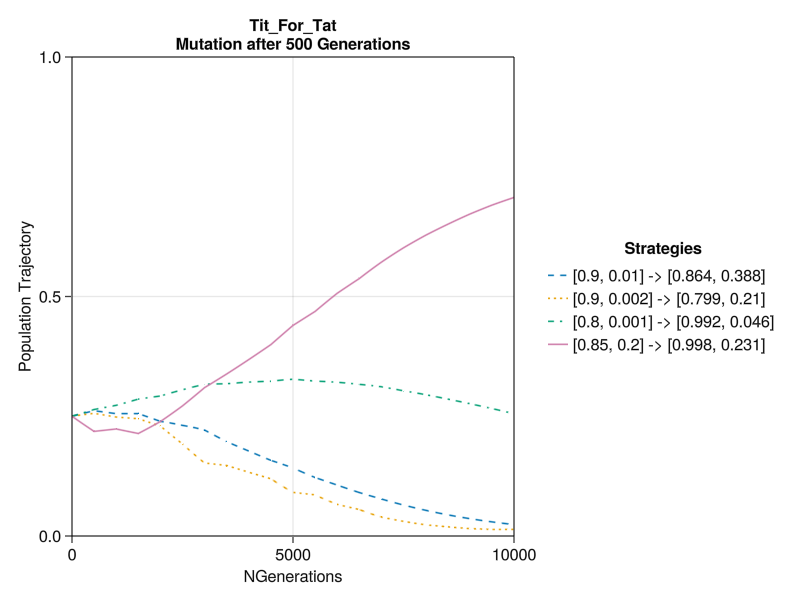 Tit_For_Tat
Mutation after 500 Generations
1.0
0.5
0.0
Population Trajectory
0
5000
10000
NGenerations
Strategies
[0.9, 0.01] -> [0.864, 0.388]
[0.9, 0.002] -> [0.799, 0.21]
[0.8, 0.001] -> [0.992, 0.046]
[0.85, 0.2] -> [0.998, 0.231]